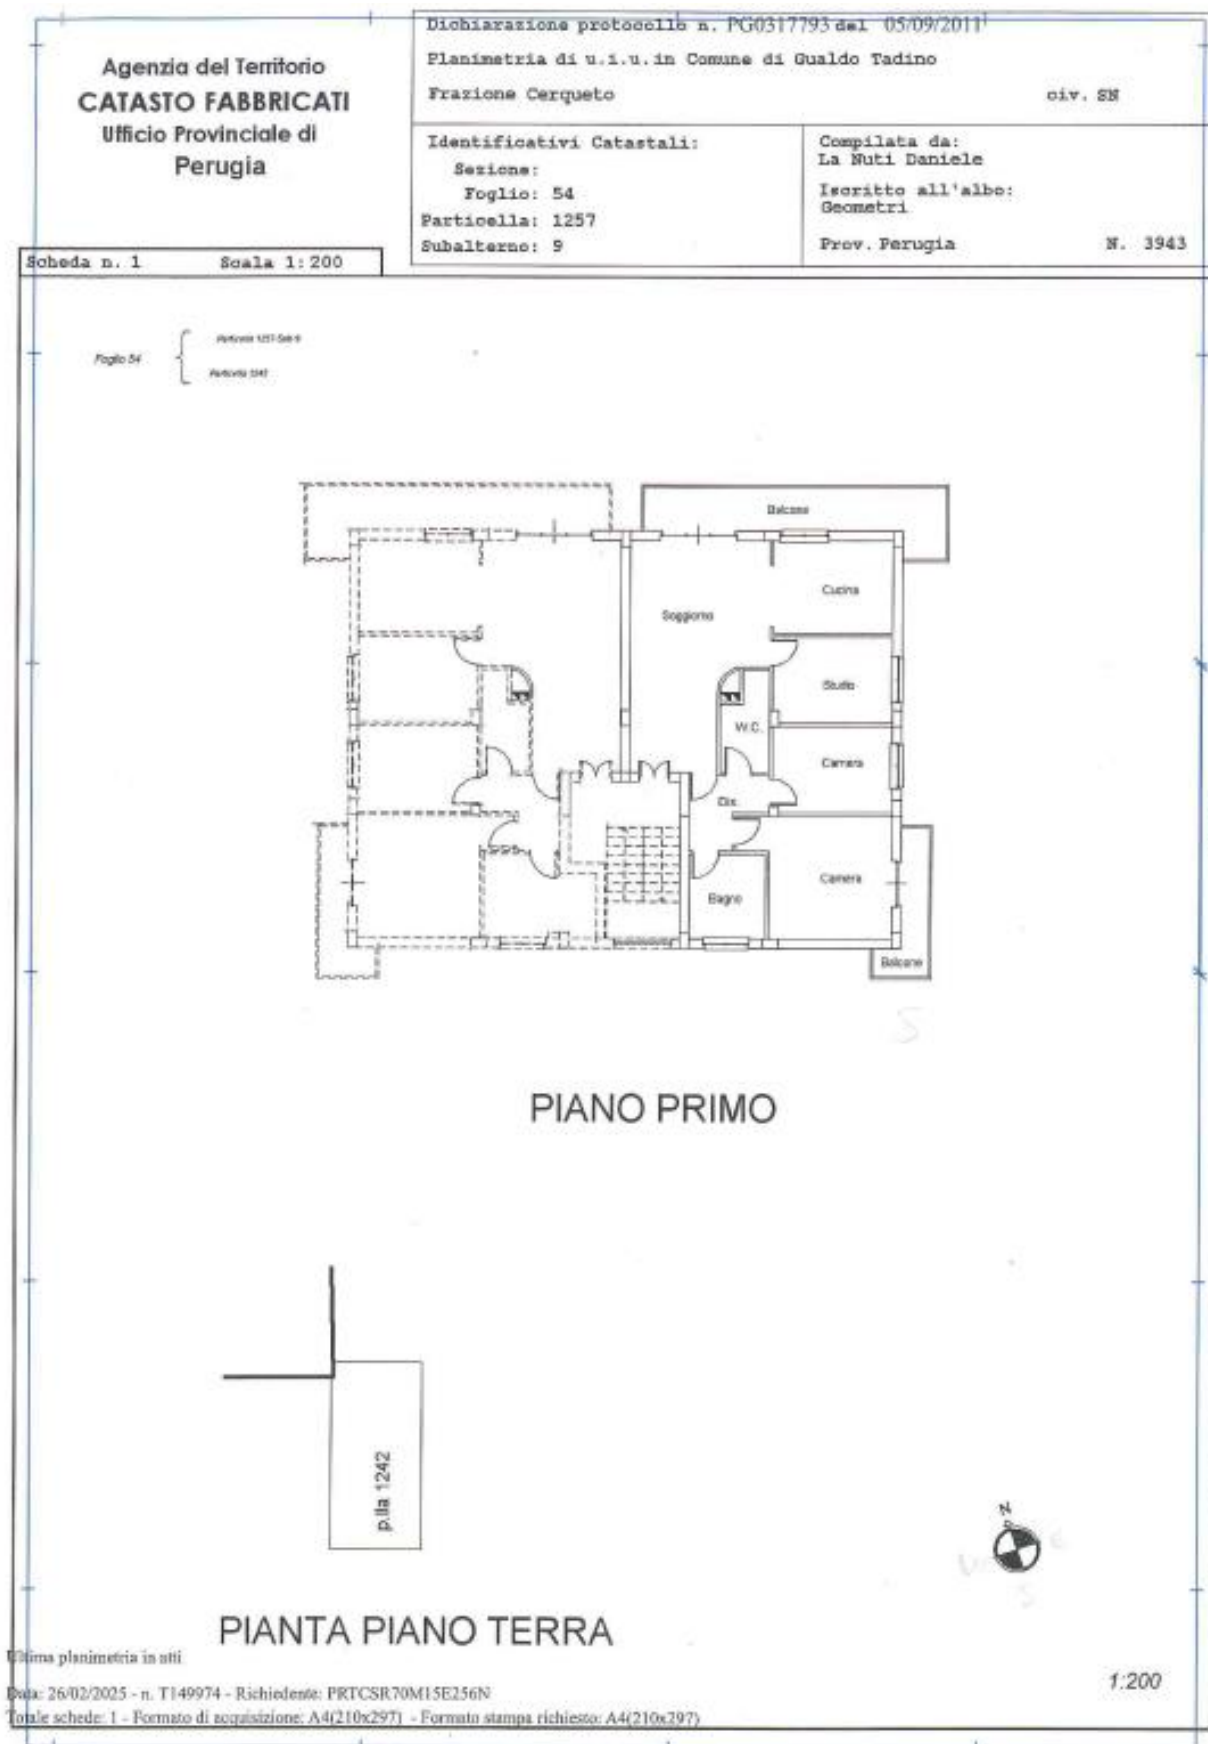 Agenzia del Territorio
CATASTO FABBRICATI
Ufficio Provinciale di
Perugia
Dichiarazione protocollo n. PG0317793 del 05/09/2011
Planimetria di u.i.u. in Comune di Gualdo Tadino
Frazione Cerqueto civ. SN
Identificativi Catastali:
Sezione:
Foglio: 54
Particella: 1257
Subalterno: 9
Compilata da:
La Nuti Daniele
Iscritto all'albo:
Geometri
Prov. Perugia N. 3943
Scheda n. 1 Scala 1:200
Foglio 54
Particella 1257 Sub 9
Particella
Balcone
Cucina
Soggiorno
Studio
W.C.
Camera
Dis.
Camera
Bagno
Balcone
S
PIANO PRIMO
p.lla 1242
N
E
S
PIANTA PIANO TERRA
Ultima planimetria in atti
Data: 26/02/2025 - n. T149974 - Richiedente: PRTCSR70M15E256N
Totale schede: 1 - Formato di acquisizione: A4(210x297) - Formato stampa richiesto: A4(210x297)
1:200